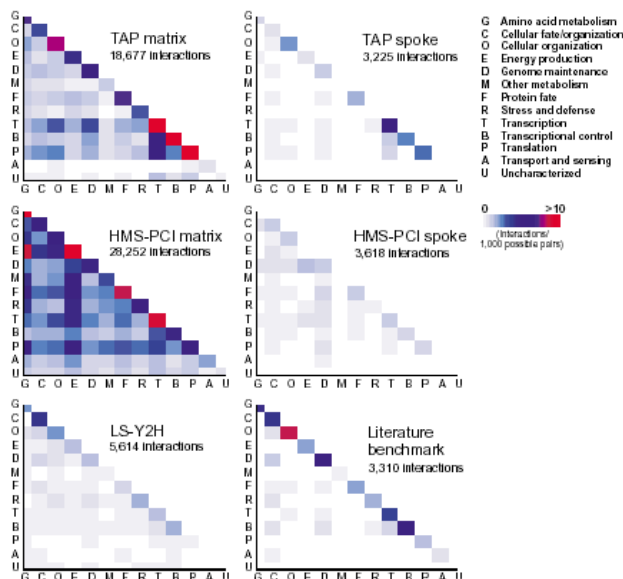 G
C
O
E
D
M
F
R
T
B
P
A
U
G C O E D M F R T B P A U
TAP matrix
18,677 interactions
G
C
O
E
D
M
F
R
T
B
P
A
U
G C O E D M F R T B P A U
TAP spoke
3,225 interactions
G Amino acid metabolism
C Cellular fate/organization
O Cellular organization
E Energy production
D Genome maintenance
M Other metabolism
F Protein fate
R Stress and defense
T Transcription
B Transcriptional control
P Translation
A Transport and sensing
U Uncharacterized
0 >10
(Interactions/
1,000 possible pairs)
G
C
O
E
D
M
F
R
T
B
P
A
U
G C O E D M F R T B P A U
HMS-PCI matrix
28,252 interactions
G
C
O
E
D
M
F
R
T
B
P
A
U
G C O E D M F R T B P A U
HMS-PCI spoke
3,618 interactions
G
C
O
E
D
M
F
R
T
B
P
A
U
G C O E D M F R T B P A U
LS-Y2H
5,614 interactions
G
C
O
E
D
M
F
R
T
B
P
A
U
G C O E D M F R T B P A U
Literature
benchmark
3,310 interactions